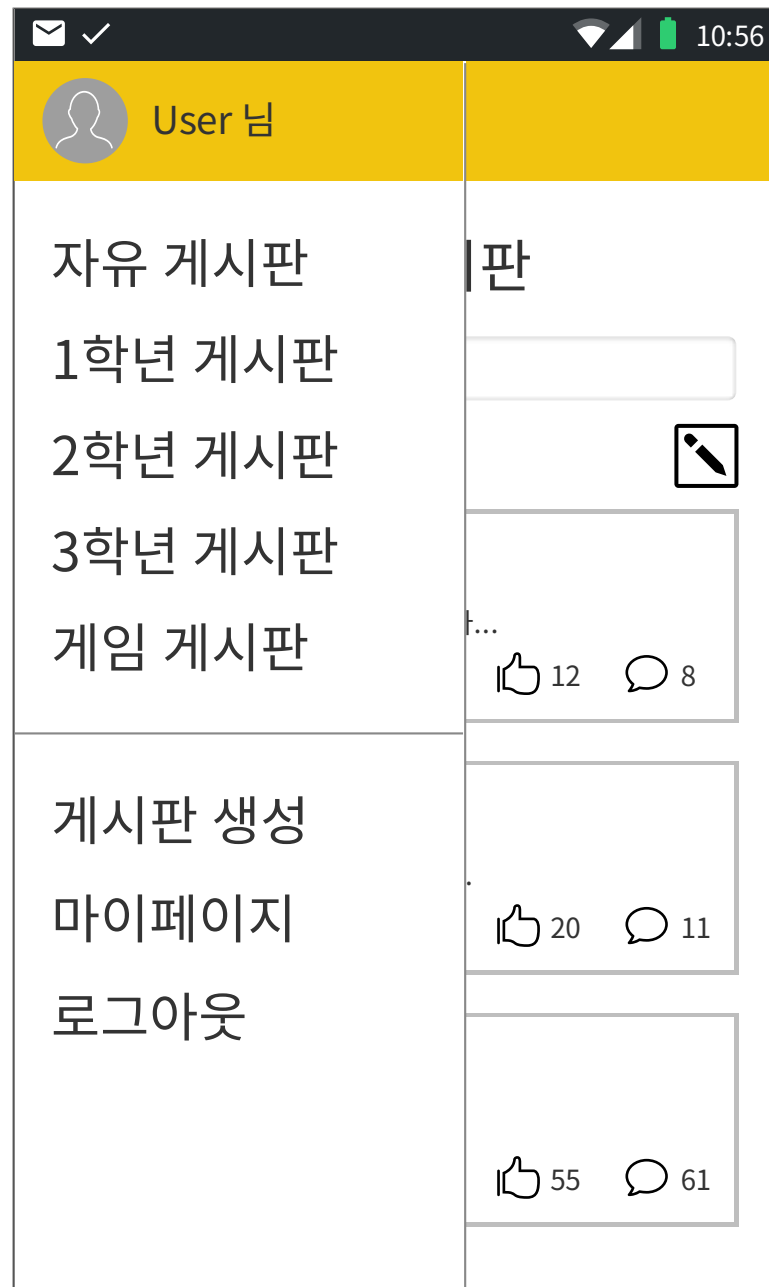 10:56
User 님
자유 게시판
판
1학년 게시판
2학년 게시판
3학년 게시판
게임 게시판
...
12 8
게시판 생성
.
마이페이지
20 11
로그아웃
55 61